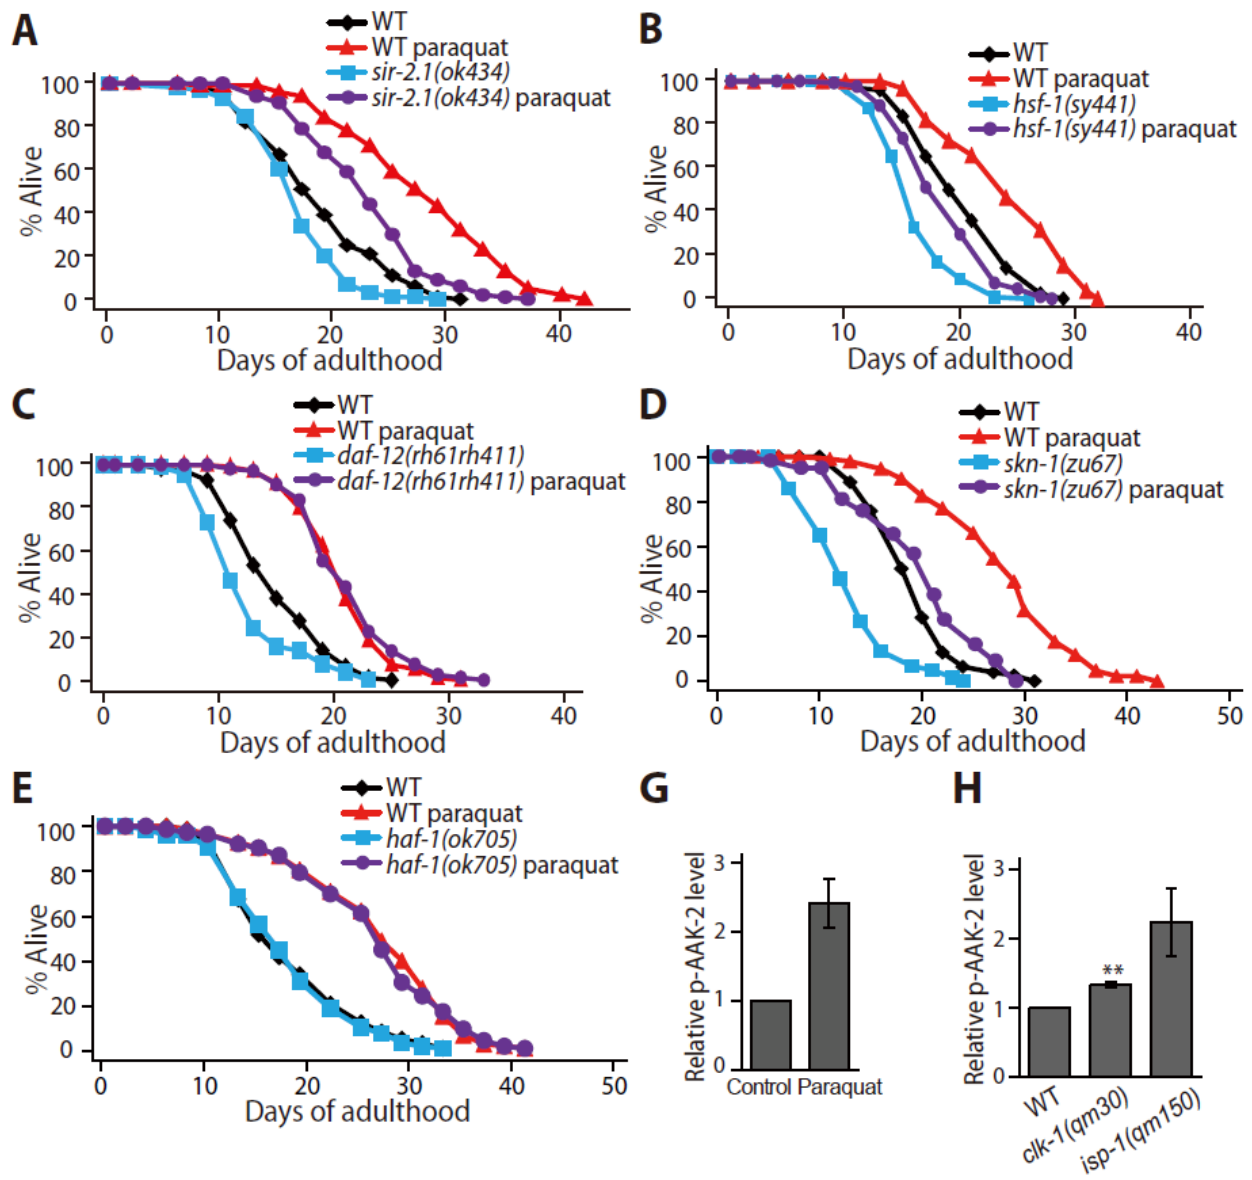 A
WT
WT paraquat
sir-2.1(ok434)
sir-2.1(ok434) paraquat
100
80
60
40
20
0
% Alive
0 10 20 30 40
Days of adulthood
B
WT
WT paraquat
hsf-1(sy441)
hsf-1(sy441) paraquat
100
80
60
40
20
0
% Alive
0 10 20 30 40
Days of adulthood
C
WT
WT paraquat
daf-12(rh61rh411)
daf-12(rh61rh411) paraquat
100
80
60
40
20
0
% Alive
0 10 20 30 40
Days of adulthood
D
WT
WT paraquat
skn-1(zu67)
skn-1(zu67) paraquat
100
80
60
40
20
0
% Alive
0 10 20 30 40 50
Days of adulthood
E
WT
WT paraquat
haf-1(ok705)
haf-1(ok705) paraquat
100
80
60
40
20
0
% Alive
0 10 20 30 40 50
Days of adulthood
G
3
2
1
0
Relative p-AAK-2 level
Control Paraquat
H
3
2
1
0
Relative p-AAK-2 level
**
WT
clk-1(qm30)
isp-1(qm150)